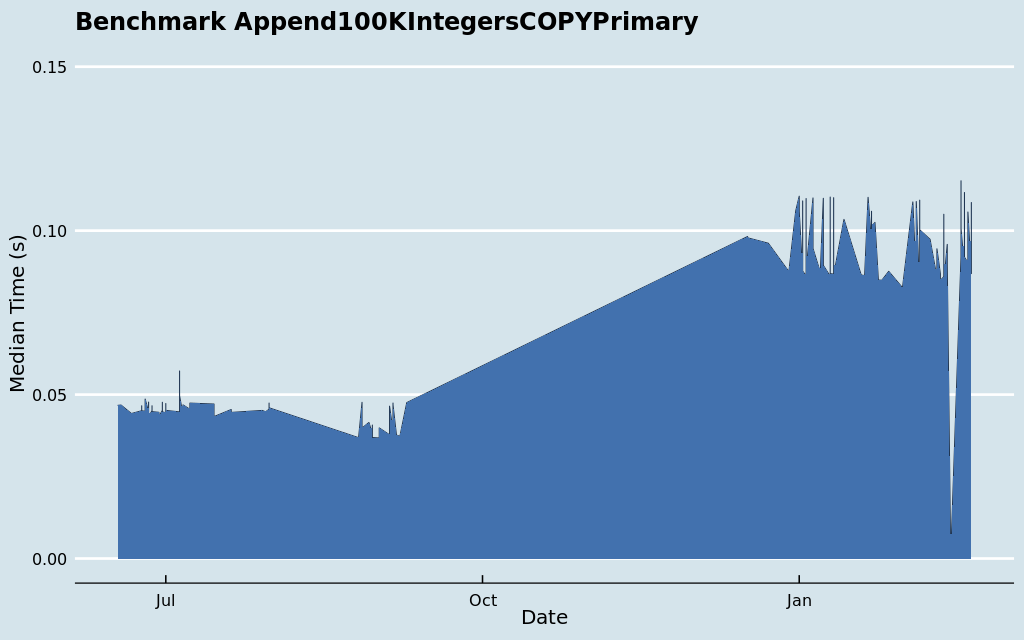 Benchmark Append100KIntegersCOPYPrimary
0.15
0.10
0.05
0.00
Median Time (s)
Jul
Oct
Jan
Date